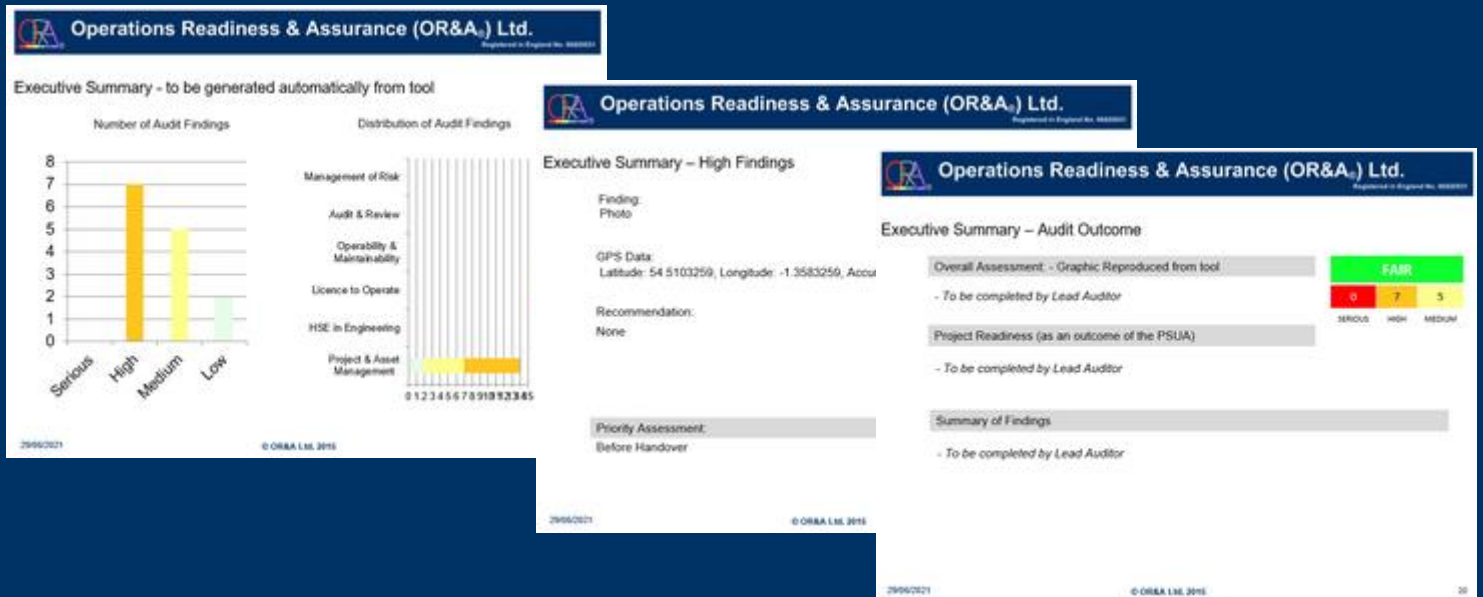 Operations Readiness & Assurance (OR&A®) Ltd.
Executive Summary - to be generated automatically from tool
Number of Audit Findings
8
7
6
5
4
3
2
1
0
Serious
High
Medium
Low
Distribution of Audit Findings
Management of Risk
Audit & Review
Operability &
Maintainability
Licence to Operate
HSE in Engineering
Project & Asset
Management
29/06/2021
© OR&A Ltd. 2015
Operations Readiness & Assurance (OR&A®) Ltd.
Executive Summary – High Findings
Finding:
Photo
GPS Data:
Latitude: 54.5103259, Longitude: -1.3583259, Accu
Recommendation:
None
Priority Assessment:
Before Handover
29/06/2021
© OR&A Ltd. 2015
Operations Readiness & Assurance (OR&A®) Ltd.
Executive Summary – Audit Outcome
Overall Assessment: - Graphic Reproduced from tool
- To be completed by Lead Auditor
FAIR
0 7 5
SERIOUS HIGH MEDIUM
Project Readiness (as an outcome of the PSUA)
- To be completed by Lead Auditor
Summary of Findings
- To be completed by Lead Auditor
29/06/2021
© OR&A Ltd. 2015